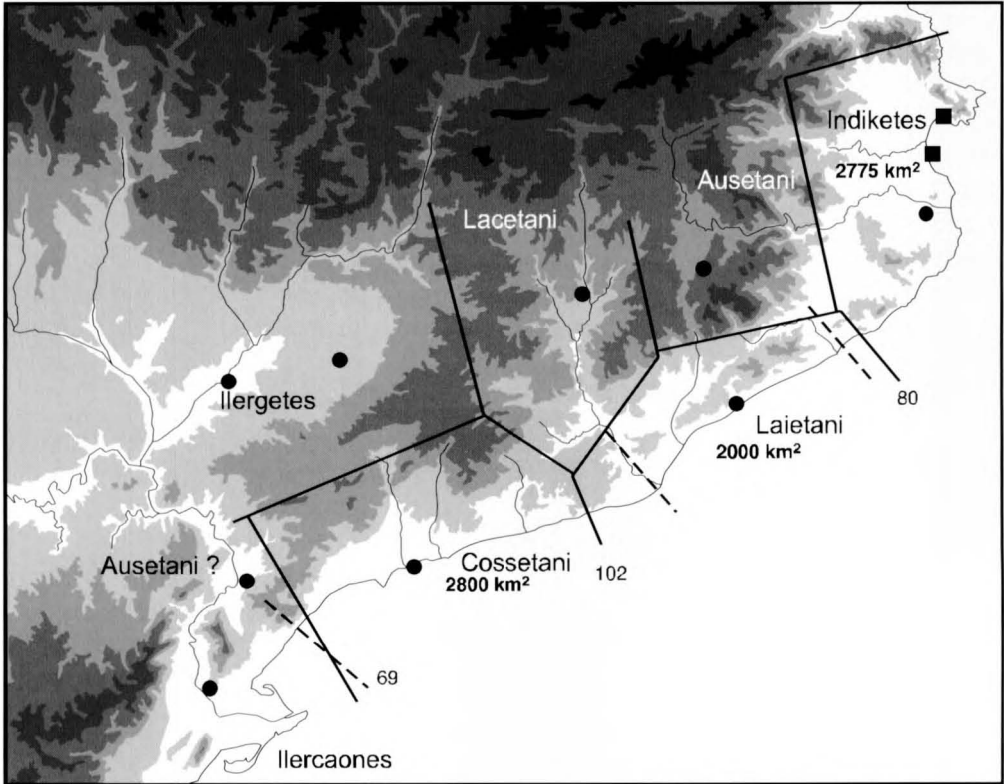 Indiketes
2775 km²
Ausetani
Lacetani
Ilergetes
80
Laietani
2000 km²
Ausetani ?
Cossetani
2800 km²
102
69
Ilercaones